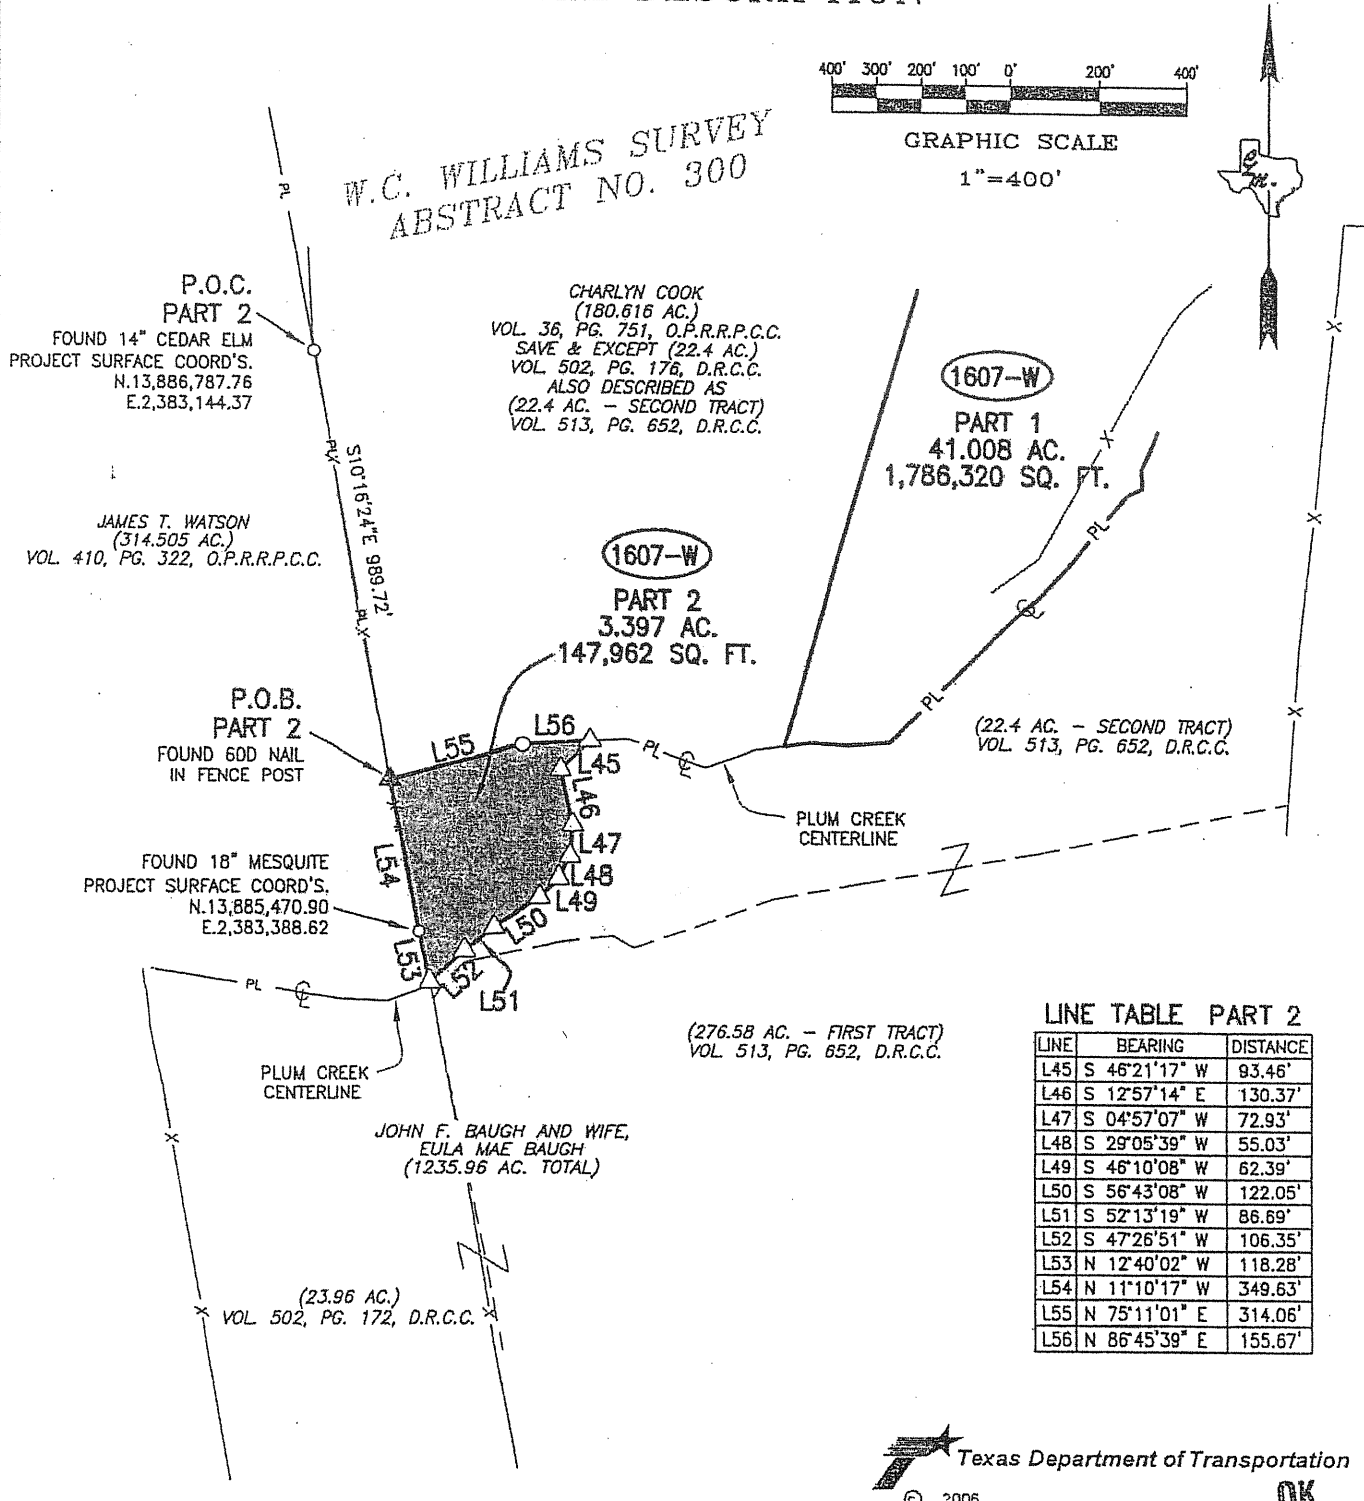 400' 300' 200' 100' 0' 200' 400'
GRAPHIC SCALE
1"=400'
W.C. WILLIAMS SURVEY
ABSTRACT NO. 300
PL
P.O.C.
PART 2
FOUND 14" CEDAR ELM
PROJECT SURFACE COORD'S.
N.13,886,787.76
E.2,383,144.37
CHARLYN COOK
(180.616 AC.)
VOL. 36, PG. 751, O.P.R.R.P.C.C.
SAVE & EXCEPT (22.4 AC.)
VOL. 502, PG. 176, D.R.C.C.
ALSO DESCRIBED AS
(22.4 AC. – SECOND TRACT)
VOL. 513, PG. 652, D.R.C.C.
1607-W
PART 1
41.008 AC.
1,786,320 SQ. FT.
PL
S10°16'24"E 989.72'
PL
JAMES T. WATSON
(314.505 AC.)
VOL. 410, PG. 322, O.P.R.R.P.C.C.
PL
1607-W
PART 2
3.397 AC.
147,962 SQ. FT.
PL
P.O.B.
PART 2
FOUND 60D NAIL
IN FENCE POST
L55
L56
PL
(22.4 AC. – SECOND TRACT)
VOL. 513, PG. 652, D.R.C.C.
L45
L46
L47
L48
L49
L50
L51
L52
L53
L54
PLUM CREEK
CENTERLINE
FOUND 18" MESQUITE
PROJECT SURFACE COORD'S.
N.13,885,470.90
E.2,383,388.62
PL
PLUM CREEK
CENTERLINE
(276.58 AC. – FIRST TRACT)
VOL. 513, PG. 652, D.R.C.C.
JOHN F. BAUGH AND WIFE,
EULA MAE BAUGH
(1235.96 AC. TOTAL)
(23.96 AC.)
VOL. 502, PG. 172, D.R.C.C.
LINE TABLE PART 2
LINE BEARING DISTANCE
L45 S 46°21'17" W 93.46'
L46 S 12°57'14" E 130.37'
L47 S 04°57'07" W 72.93'
L48 S 29°05'39" W 55.03'
L49 S 46°10'08" W 62.39'
L50 S 56°43'08" W 122.05'
L51 S 52°13'19" W 86.69'
L52 S 47°26'51" W 106.35'
L53 N 12°40'02" W 118.28'
L54 N 11°10'17" W 349.63'
L55 N 75°11'01" E 314.06'
L56 N 86°45'39" E 155.67'
Texas Department of Transportation
© 2006
OK